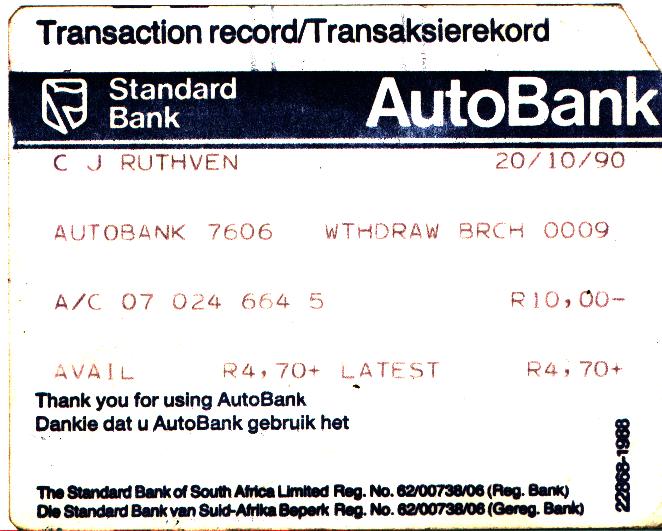 Transaction record/Transaksierekord
Standard
Bank
AutoBank
C J RUTHVEN 20/10/90
AUTOBANK 7606 WTHDRAW BRCH 0009
A/C 07 024 664 5 R10,00-
AVAIL R4,70+ LATEST R4,70+
Thank you for using AutoBank
Dankie dat u AutoBank gebruik het
22868-1988
The Standard Bank of South Africa Limited Reg. No. 62/00738/06 (Reg. Bank)
Die Standard Bank van Suid-Afrika Beperk Reg. No. 62/00738/06 (Gereg. Bank)